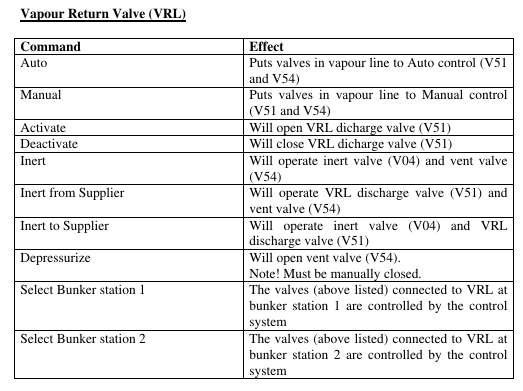 Vapour Return Valve (VRL)
Command Effect
Auto Puts valves in vapour line to Auto control (V51
and V54)
Manual Puts valves in vapour line to Manual control
(V51 and V54)
Activate Will open VRL dicharge valve (V51)
Deactivate Will close VRL dicharge valve (V51)
Inert Will operate inert valve (V04) and vent valve
(V54)
Inert from Supplier Will operate VRL discharge valve (V51) and
vent valve (V54)
Inert to Supplier Will operate inert valve (V04) and VRL
discharge valve (V51)
Depressurize Will open vent valve (V54).
Note! Must be manually closed.
Select Bunker station 1 The valves (above listed) connected to VRL at
bunker station 1 are controlled by the control
system
Select Bunker station 2 The valves (above listed) connected to VRL at
bunker station 2 are controlled by the control
system